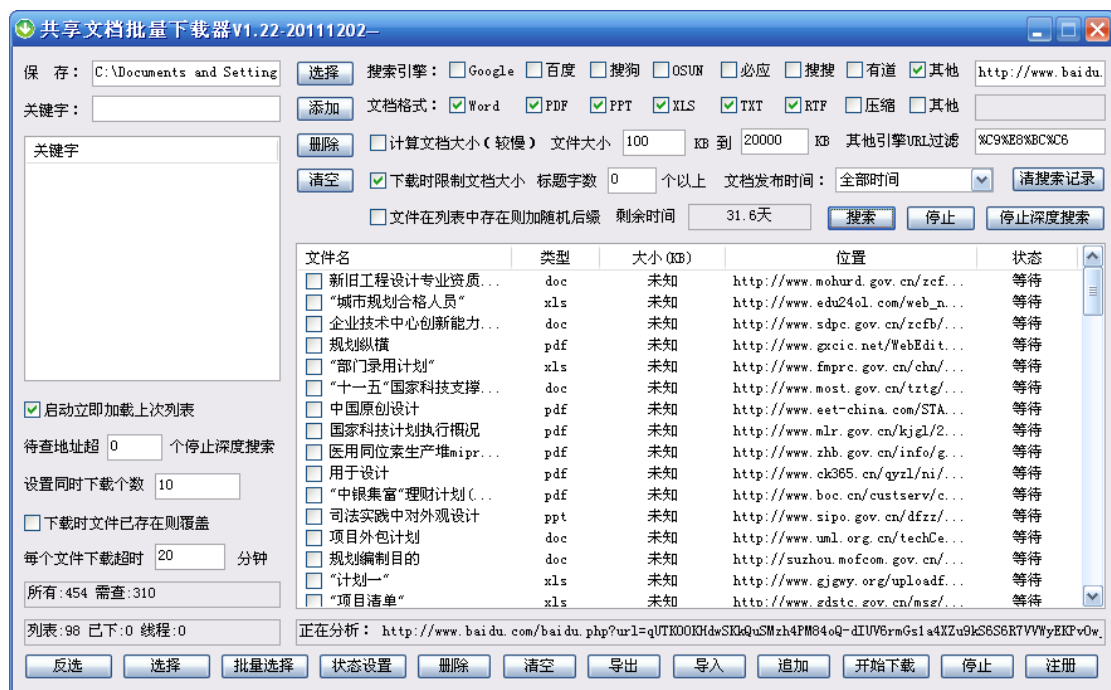 共享文档批量下载器V1.22-20111202—
保 存： C:\Documents and Setting 选择 搜索引擎： Google 百度 搜狗 OSUN 必应 搜搜 有道 其他 http://www.baidu.
关键字： 添加 文档格式： Word PDF PPT XLS TXT RTF 压缩 其他
关键字 删除 计算文档大小(较慢) 文件大小 100 KB 到 20000 KB 其他引擎URL过滤 %C9%E8%BC%C6
清空 下载时限制文档大小 标题字数 0 个以上 文档发布时间： 全部时间 清搜索记录
文件在列表中存在则加随机后缀 剩余时间 31.6天 搜索 停止 停止深度搜索
文件名 类型 大小(KB) 位置 状态
新旧工程设计专业资质... doc 未知 http://www.mohurd.gov.cn/zcf... 等待
“城市规划合格人员” xls 未知 http://www.edu24ol.com/web_n... 等待
企业技术中心创新能力... doc 未知 http://www.sdpc.gov.cn/zcfb/... 等待
规划纵横 pdf 未知 http://www.gxcic.net/WebEdit... 等待
“部门录用计划” xls 未知 http://www.fmprc.gov.cn/chn/... 等待
“十一五”国家科技支撑... doc 未知 http://www.most.gov.cn/tztg/... 等待
中国原创设计 pdf 未知 http://www.eet-china.com/STA... 等待
国家科技计划执行概况 pdf 未知 http://www.mlr.gov.cn/kjgl/2... 等待
医用同位素生产堆mipr... pdf 未知 http://www.zhb.gov.cn/info/g... 等待
用于设计 pdf 未知 http://www.ck365.cn/qyzl/ni/... 等待
“中银集富”理财计划(... pdf 未知 http://www.boc.cn/custserv/c... 等待
司法实践中对外观设计 ppt 未知 http://www.sipo.gov.cn/dfzz/... 等待
项目外包计划 doc 未知 http://www.uml.org.cn/techCe... 等待
规划编制目的 doc 未知 http://suzhou.mofcom.gov.cn/... 等待
“计划一” xls 未知 http://www.gjgwy.org/uploadf... 等待
“项目清单” xls 未知 http://www.gdstc.gov.cn/msg/... 等待
启动立即加载上次列表
待查地址超 0 个停止深度搜索
设置同时下载个数 10
下载时文件已存在则覆盖
每个文件下载超时 20 分钟
所有:454 需查:310
列表:98 已下:0 线程:0 正在分析： http://www.baidu.com/baidu.php?url=qUTK00KHdwSKkQuSMzh4PM84oQ-dIUV6rmGs1a4XZu9kS6S6R7VVWyEKPvOw_
反选 选择 批量选择 状态设置 删除 清空 导出 导入 追加 开始下载 停止 注册